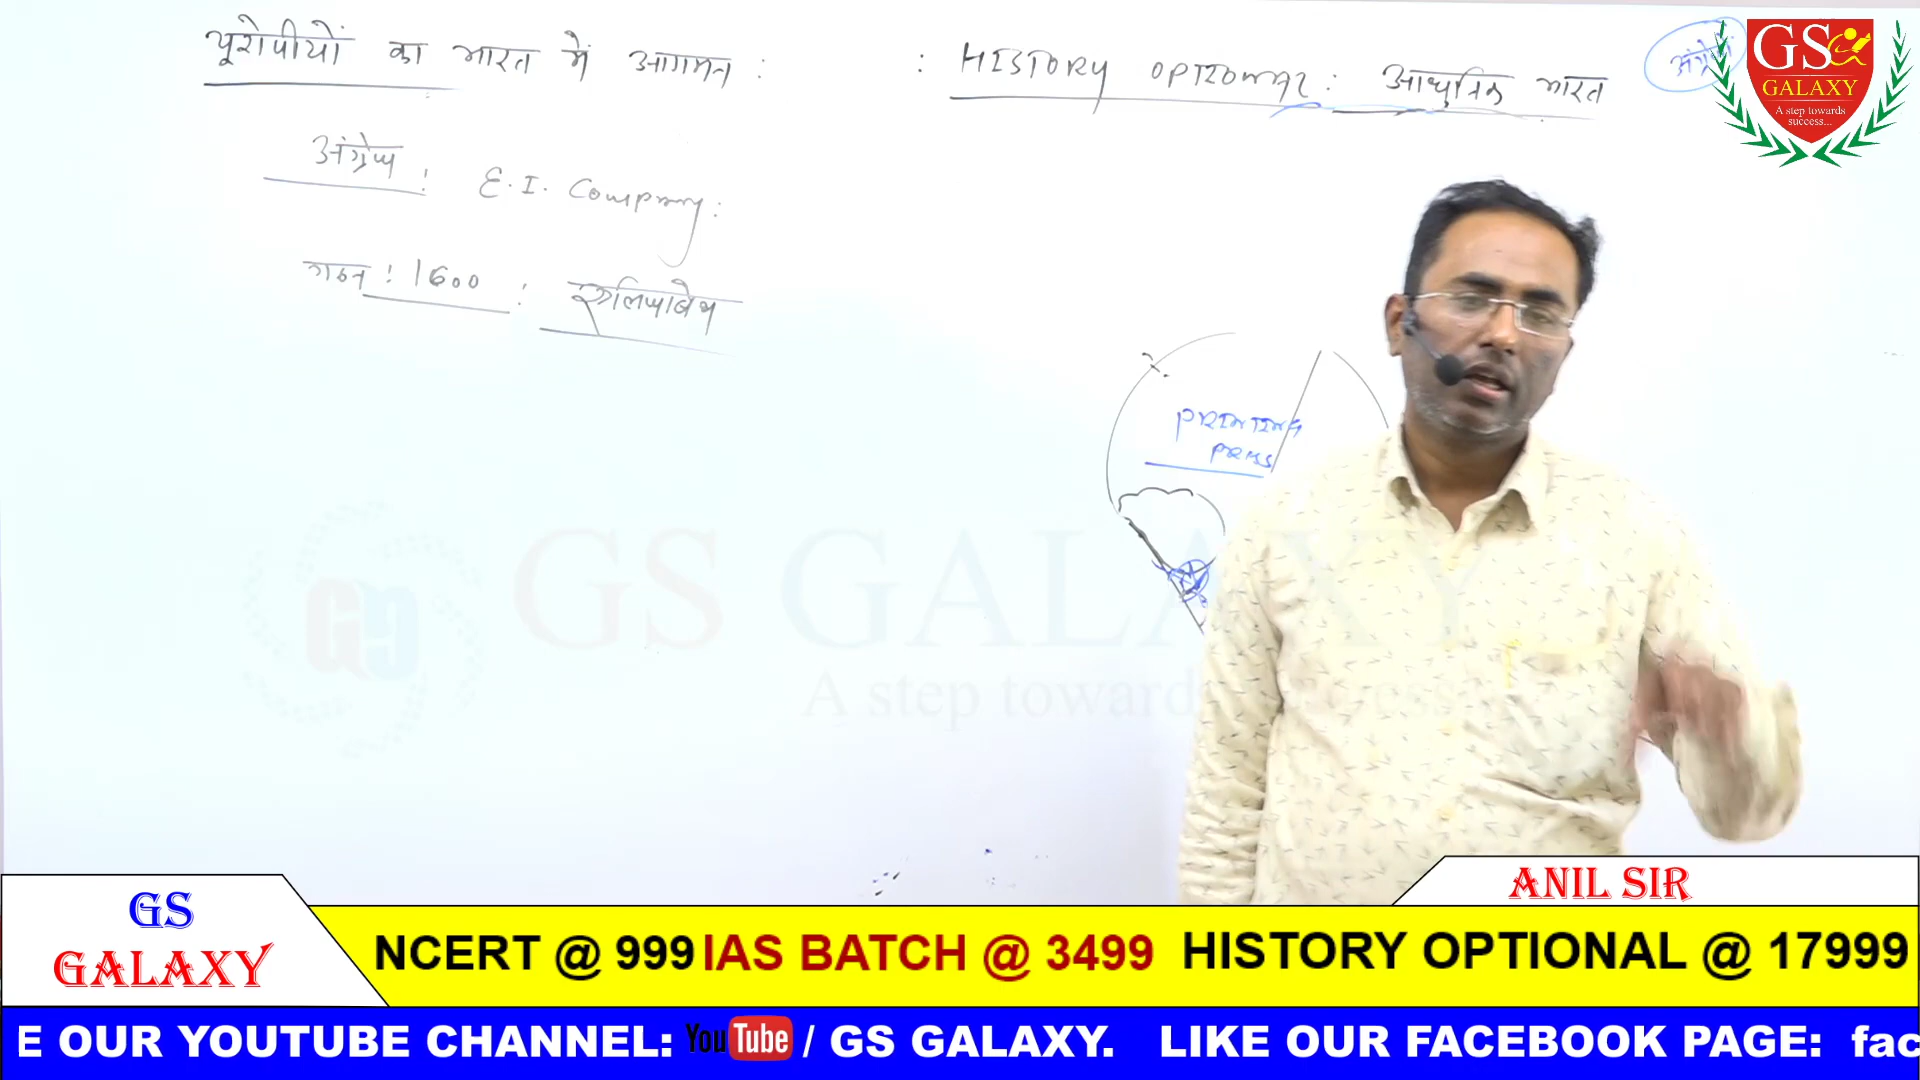 यूरोपीयों का भारत में आगमन :
: HISTORY OPTIONAL : आधुनिक भारत
अंग्रेज
अंग्रेज : E.I. Company :
गठन : 1600 : एलिजाबेथ
PRINTING
PRESS
GS
GALAXY
A step towards
success...
GS GALAXY
A step towards success
ANIL SIR
GS
GALAXY
NCERT @ 999 IAS BATCH @ 3499 HISTORY OPTIONAL @ 17999
E OUR YOUTUBE CHANNEL: YouTube / GS GALAXY. LIKE OUR FACEBOOK PAGE: fac